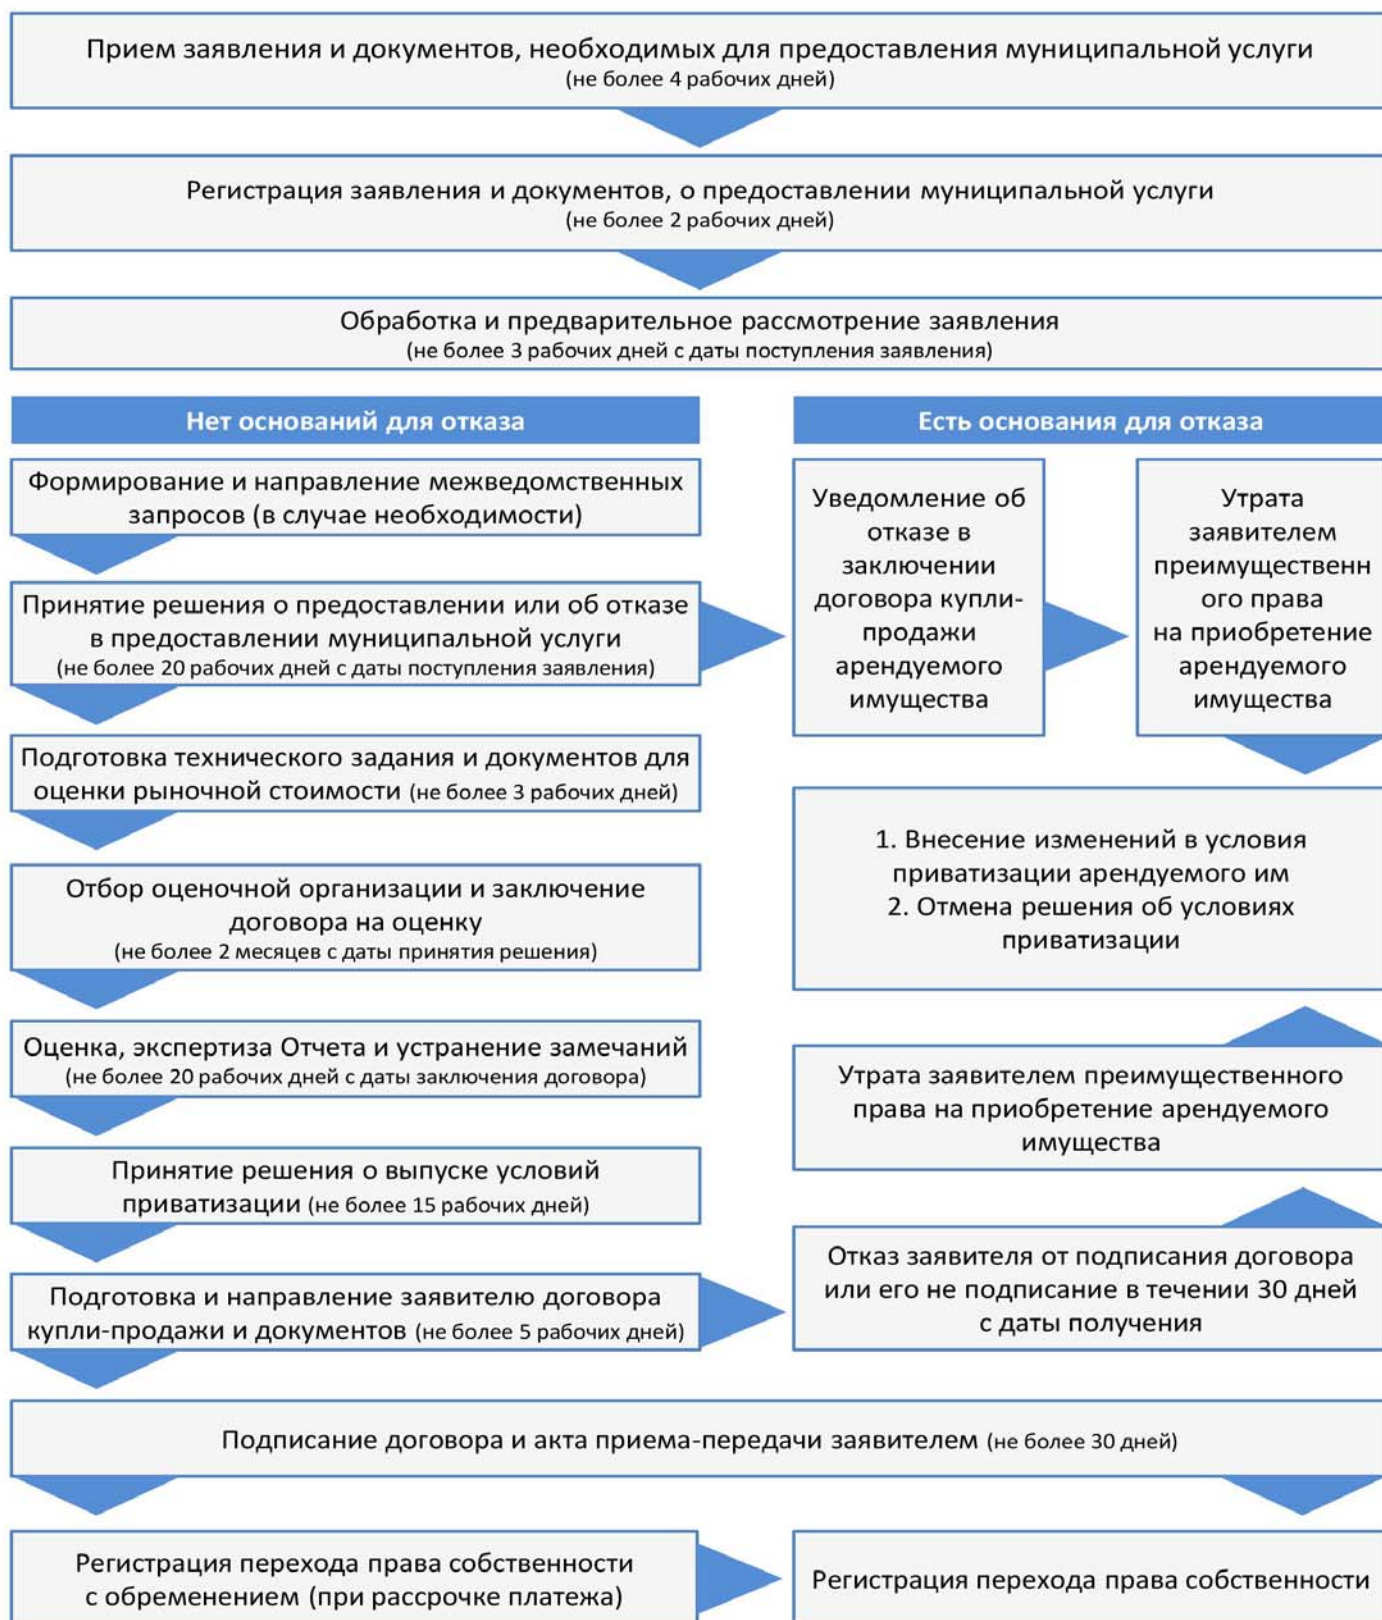 Прием заявления и документов, необходимых для предоставления муниципальной услуги
(не более 4 рабочих дней)
Регистрация заявления и документов, о предоставлении муниципальной услуги
(не более 2 рабочих дней)
Обработка и предварительное рассмотрение заявления
(не более 3 рабочих дней с даты поступления заявления)
Нет оснований для отказа
Формирование и направление межведомственных
запросов (в случае необходимости)
Принятие решения о предоставлении или об отказе
в предоставлении муниципальной услуги
(не более 20 рабочих дней с даты поступления заявления)
Подготовка технического задания и документов для
оценки рыночной стоимости (не более 3 рабочих дней)
Отбор оценочной организации и заключение
договора на оценку
(не более 2 месяцев с даты принятия решения)
Оценка, экспертиза Отчета и устранение замечаний
(не более 20 рабочих дней с даты заключения договора)
Принятие решения о выпуске условий
приватизации (не более 15 рабочих дней)
Подготовка и направление заявителю договора
купли-продажи и документов (не более 5 рабочих дней)
Есть основания для отказа
Уведомление об
отказе в
заключении
договора купли-
продажи
арендуемого
имущества
Утрата
заявителем
преимущественн
ого права
на приобретение
арендуемого
имущества
1. Внесение изменений в условия
приватизации арендуемого им
2. Отмена решения об условиях
приватизации
Утрата заявителем преимущественного
права на приобретение арендуемого
имущества
Отказ заявителя от подписания договора
или его не подписание в течении 30 дней
с даты получения
Подписание договора и акта приема-передачи заявителем (не более 30 дней)
Регистрация перехода права собственности
с обременением (при рассрочке платежа)
Регистрация перехода права собственности